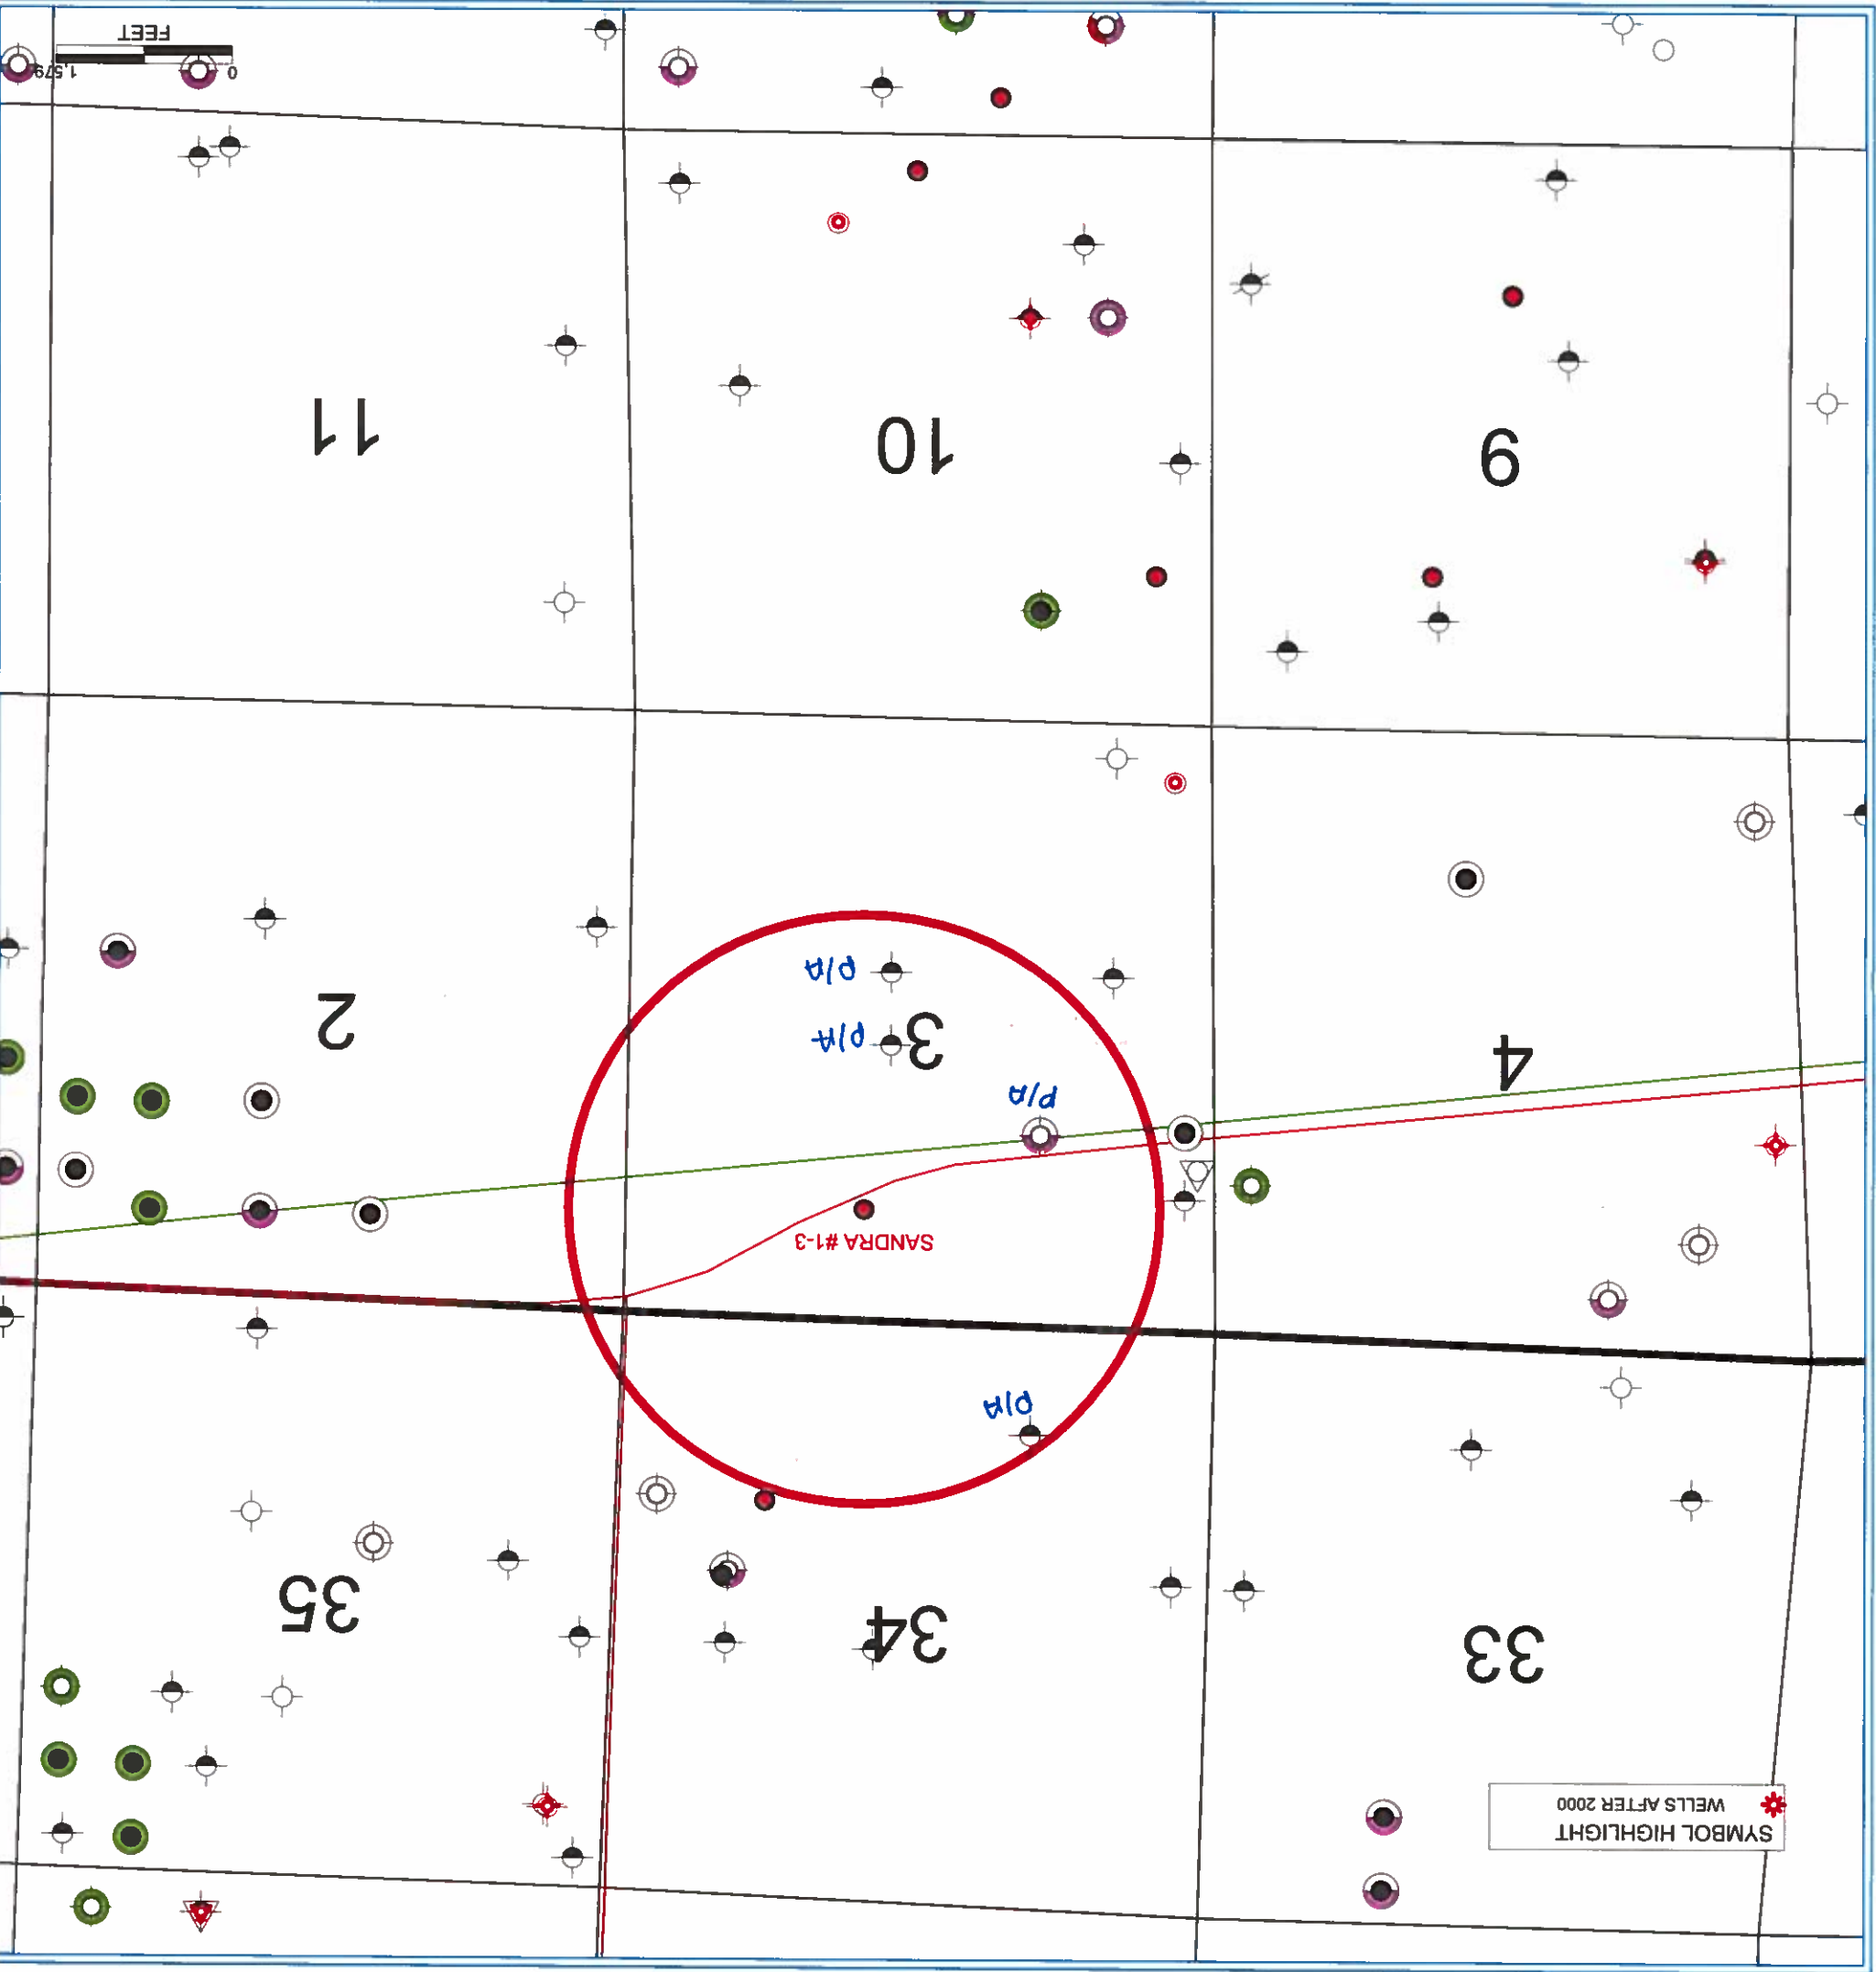 SYMBOL HIGHLIGHT
WELLS AFTER 2000
33
34
35
P/A
SANDRA #1-3
P/A
4
3
P/A
2
P/A
9
10
11
0 1,579
FEET